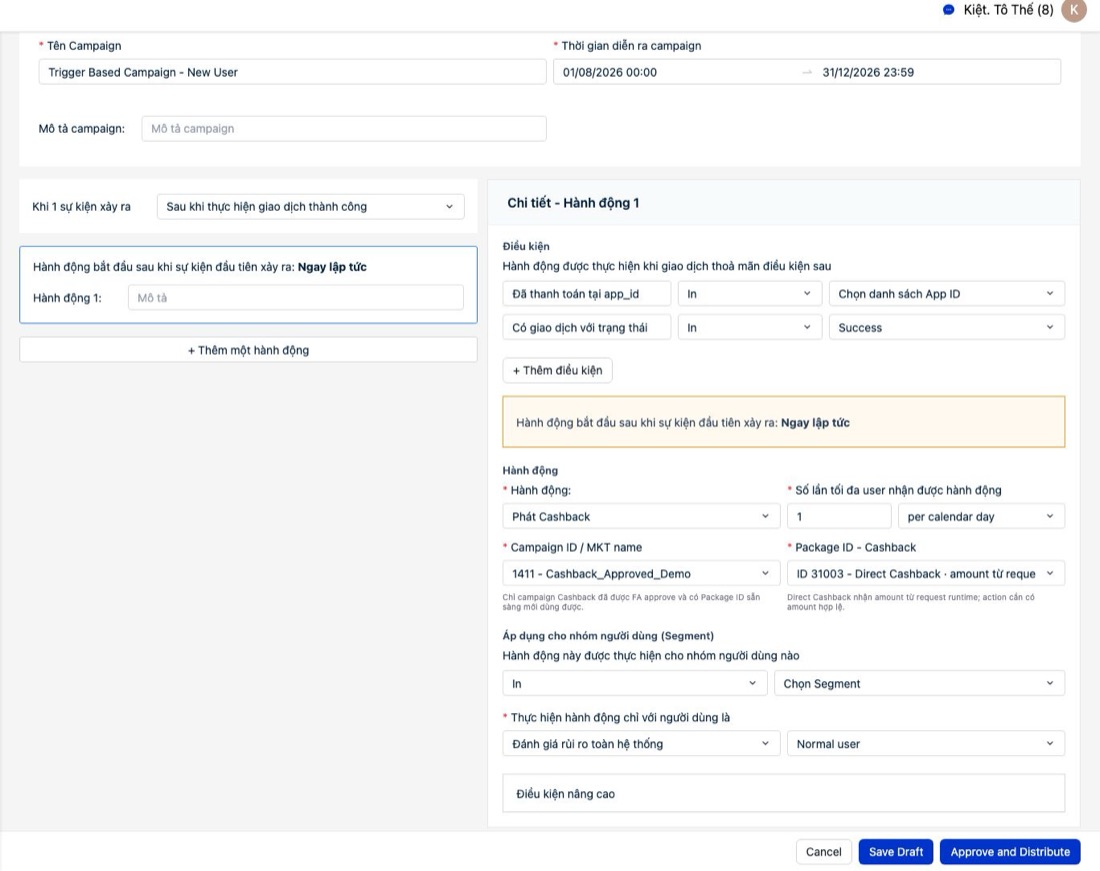 Kiệt. Tô Thế (8) K
* Tên Campaign
Trigger Based Campaign - New User
* Thời gian diễn ra campaign
01/08/2026 00:00 → 31/12/2026 23:59
Mô tả campaign: Mô tả campaign
Khi 1 sự kiện xảy ra Sau khi thực hiện giao dịch thành công
Hành động bắt đầu sau khi sự kiện đầu tiên xảy ra: Ngay lập tức
Hành động 1: Mô tả
+ Thêm một hành động
Chi tiết - Hành động 1
Điều kiện
Hành động được thực hiện khi giao dịch thoả mãn điều kiện sau
Đã thanh toán tại app_id In Chọn danh sách App ID
Có giao dịch với trạng thái In Success
+ Thêm điều kiện
Hành động bắt đầu sau khi sự kiện đầu tiên xảy ra: Ngay lập tức
Hành động
* Hành động: * Số lần tối đa user nhận được hành động
Phát Cashback 1 per calendar day
* Campaign ID / MKT name * Package ID - Cashback
1411 - Cashback_Approved_Demo ID 31003 - Direct Cashback · amount từ reque
Chỉ campaign Cashback đã được FA approve và có Package ID sẵn
sàng mới dùng được.
Direct Cashback nhận amount từ request runtime; action cần có
amount hợp lệ.
Áp dụng cho nhóm người dùng (Segment)
Hành động này được thực hiện cho nhóm người dùng nào
In Chọn Segment
* Thực hiện hành động chỉ với người dùng là
Đánh giá rủi ro toàn hệ thống Normal user
Điều kiện nâng cao
Cancel Save Draft Approve and Distribute